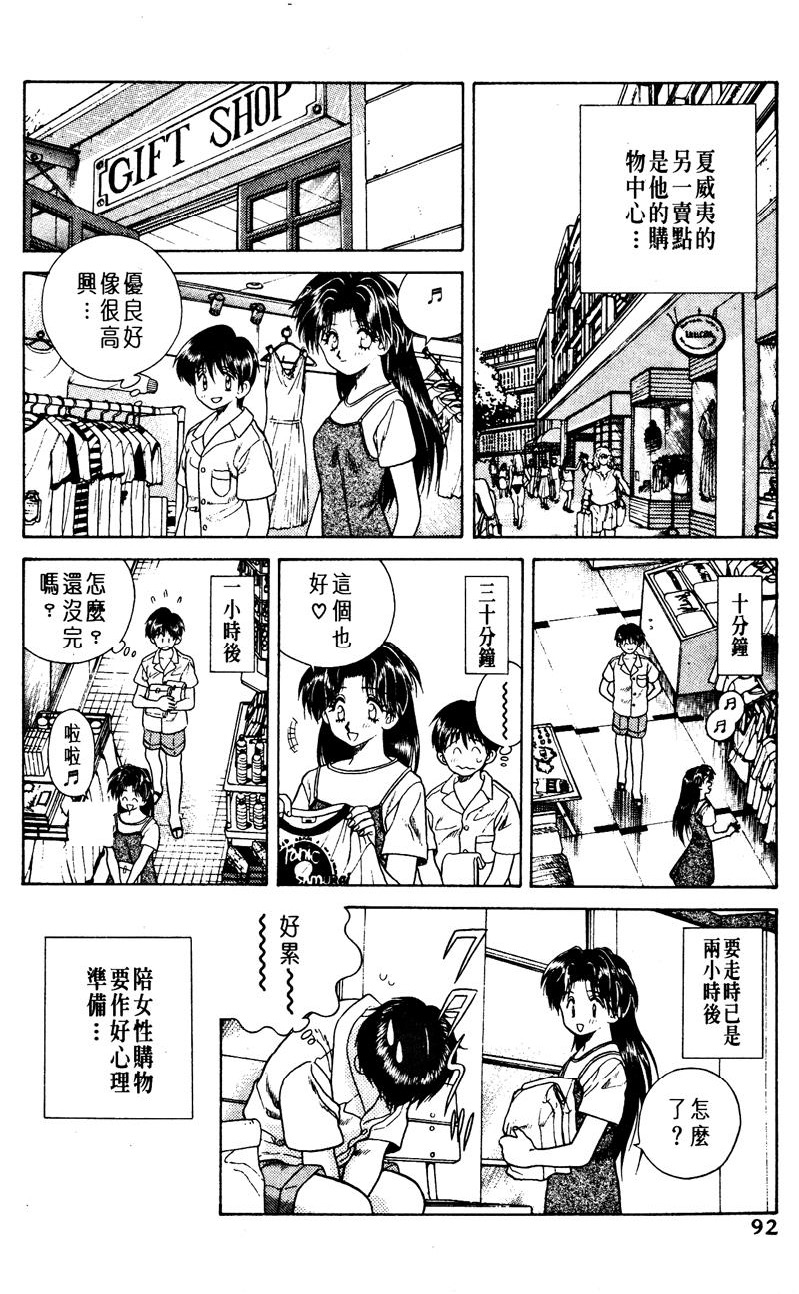 夏威夷的
另一賣點
是他的購
物中心…
GIFT SHOP
優良好
像很高
興…
十分鐘
三十分鐘
這個也
好♡
PANIC
一小時後
怎麼?
還沒完
嗎?
啦啦♬
要走時已是
兩小時後
怎麼
了?
好累
陪女性購物
要作好心理
準備…
92